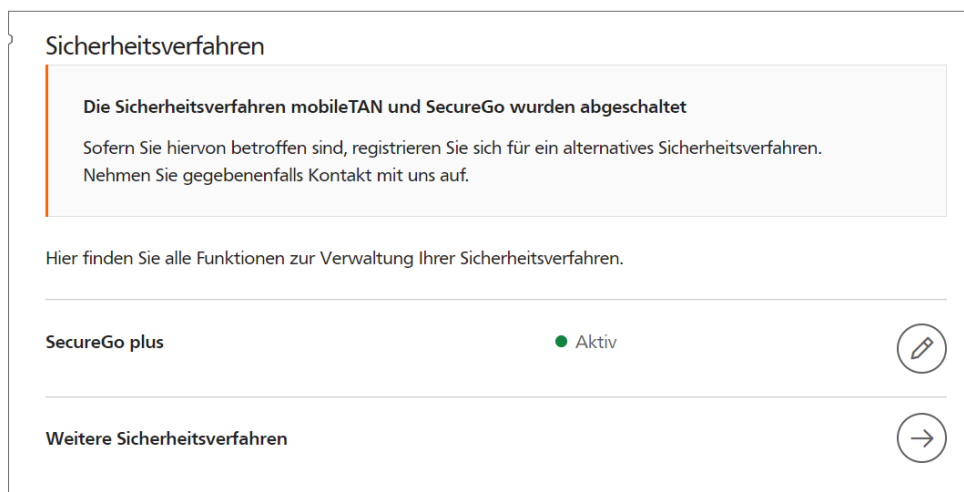 Sicherheitsverfahren
Die Sicherheitsverfahren mobileTAN und SecureGo wurden abgeschaltet
Sofern Sie hiervon betroffen sind, registrieren Sie sich für ein alternatives Sicherheitsverfahren.
Nehmen Sie gegebenenfalls Kontakt mit uns auf.
Hier finden Sie alle Funktionen zur Verwaltung Ihrer Sicherheitsverfahren.
SecureGo plus Aktiv
Weitere Sicherheitsverfahren